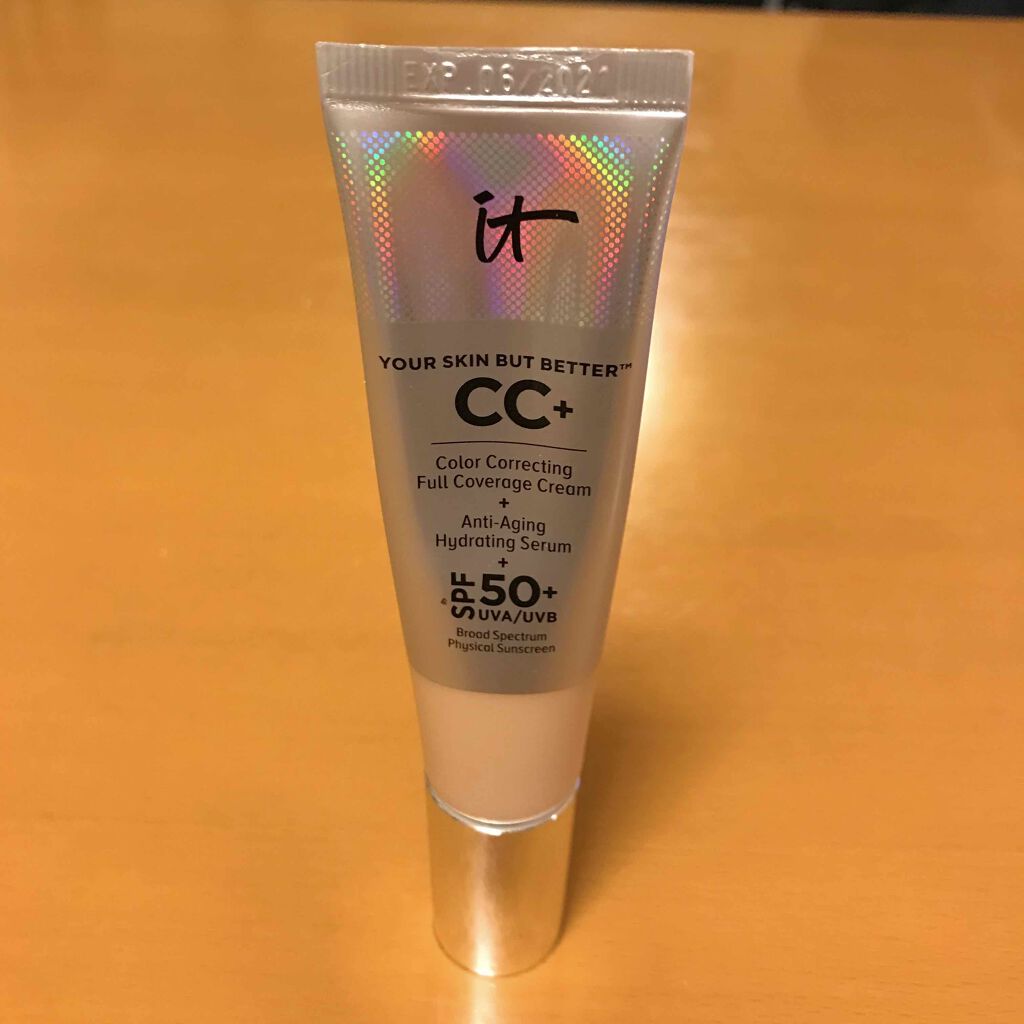 EXP.06/2021
it
YOUR SKIN BUT BETTER™
CC+
Color Correcting
Full Coverage Cream
+
Anti-Aging
Hydrating Serum
+
& SPF 50+
UVA/UVB
Broad Spectrum
Physical Sunscreen